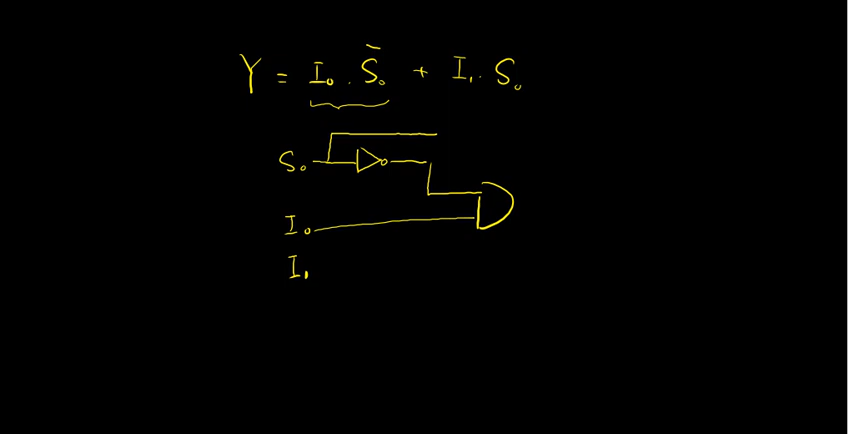 Y = I₀ . S̄₀ + I₁ . S₀
S₀
I₀
I₁